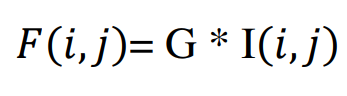 F(i,j)= G * I(i,j)